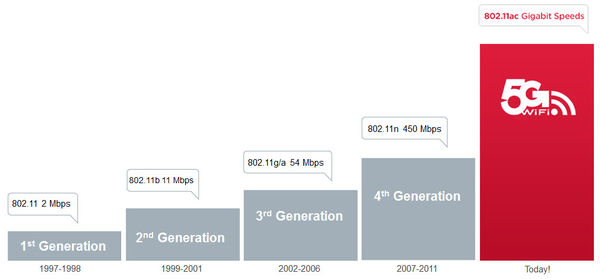 802.11ac Gigabit Speeds
5G
WiFi
802.11n 450 Mbps
802.11g/a 54 Mbps
802.11b 11 Mbps
802.11 2 Mbps
1st Generation
2nd Generation
3rd Generation
4th Generation
1997-1998
1999-2001
2002-2006
2007-2011
Today!